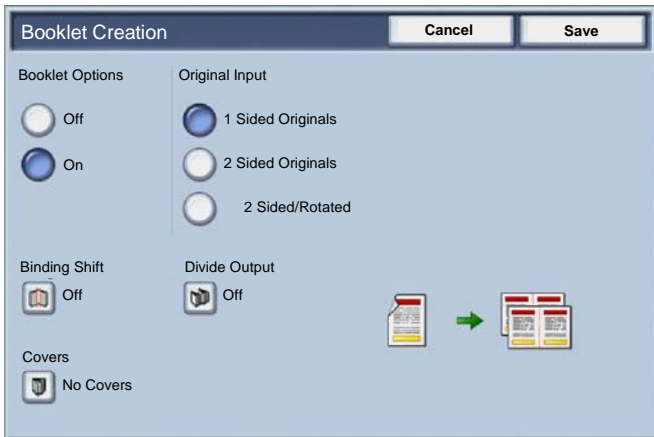 Booklet Creation
Cancel
Save
Booklet Options
Original Input
Off
1 Sided Originals
On
2 Sided Originals
2 Sided/Rotated
Binding Shift
Divide Output
Off
Off
Covers
No Covers